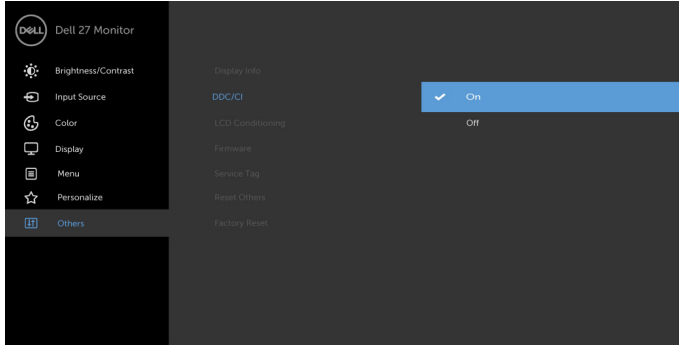 DELL Dell 27 Monitor
Brightness/Contrast
Input Source
Color
Display
Menu
Personalize
Others
Display Info
DDC/CI
LCD Conditioning
Firmware
Service Tag
Reset Others
Factory Reset
On
Off